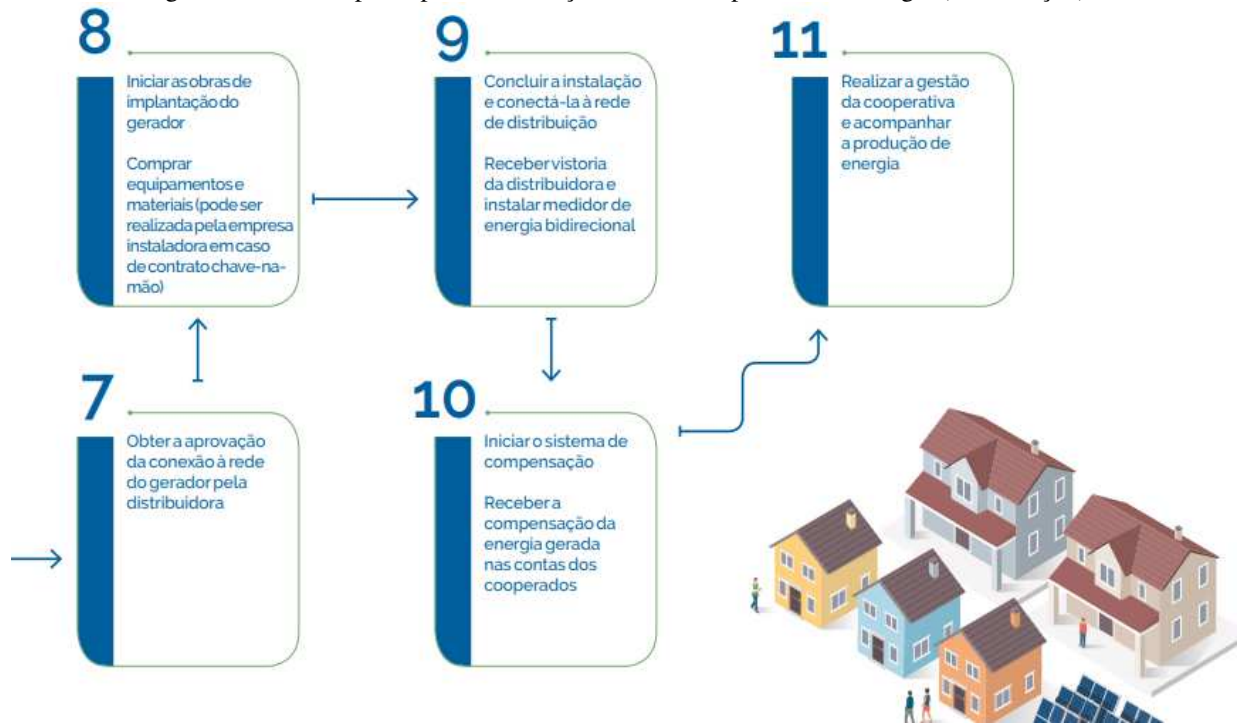 8
Iniciar as obras de
implantação do
gerador
Comprar
equipamentos e
materiais (pode ser
realizada pela empresa
instaladora em caso
de contrato chave-na-
mão)
9
Concluir a instalação
e conectá-la à rede
de distribuição
Receber vistoria
da distribuidora e
instalar medidor de
energia bidirecional
11
Realizar a gestão
da cooperativa
e acompanhar
a produção de
energia
7
Obter a aprovação
da conexão à rede
do gerador pela
distribuidora
10
Iniciar o sistema de
compensação
Receber a
compensação da
energia gerada
nas contas dos
cooperados